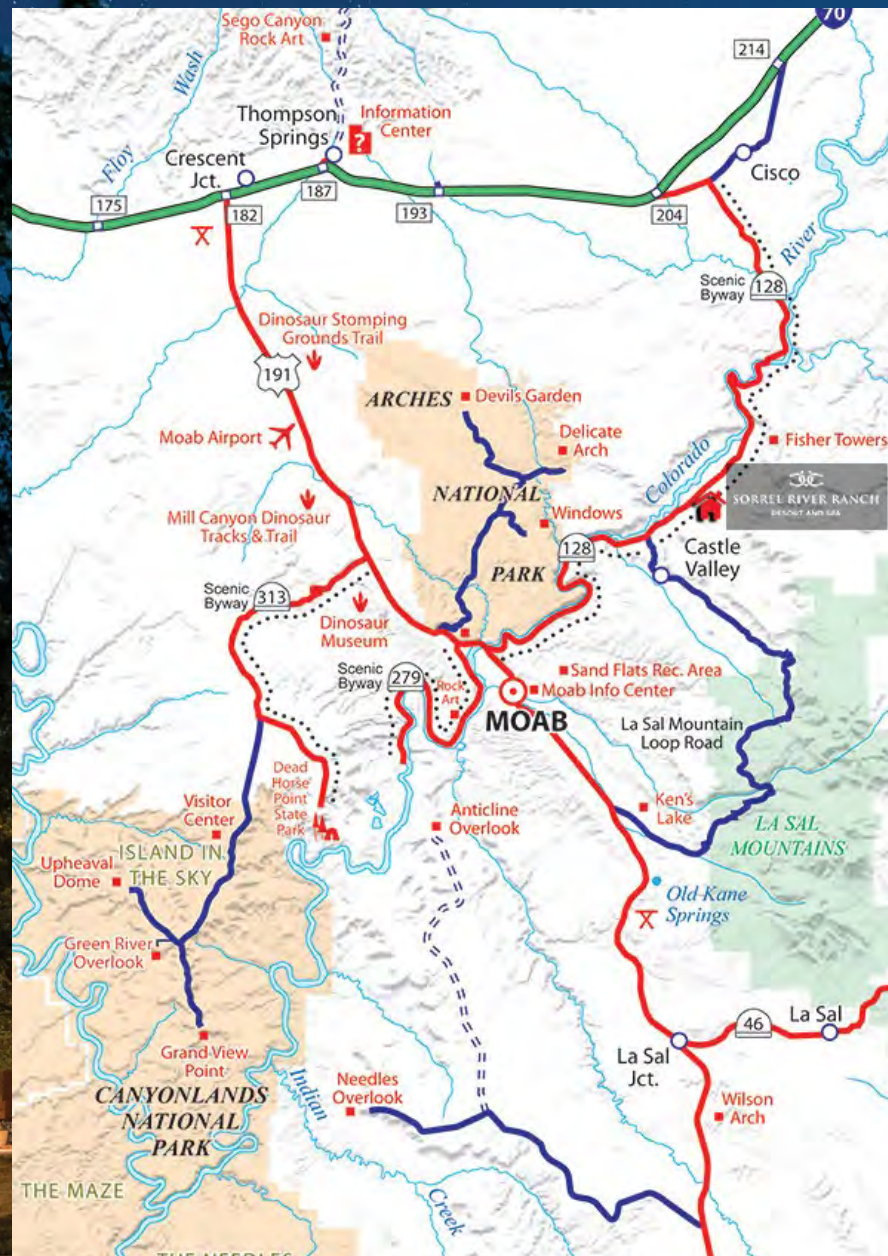 70
Sego Canyon
Rock Art
214
Wash
Thompson
Springs
Information
Center
?
Crescent
Jct.
Floy
Cisco
175
182
187
193
204
River
Scenic
Byway
128
Dinosaur Stomping
Grounds Trail
191
ARCHES
Devils Garden
Moab Airport
Delicate
Arch
Colorado
Fisher Towers
NATIONAL
SORREL RIVER RANCH
RESORT AND SPA
Mill Canyon Dinosaur
Tracks & Trail
Windows
128
PARK
Castle
Valley
Scenic
Byway
313
Dinosaur
Museum
Scenic
Byway
279
Rock
Art
Sand Flats Rec. Area
Moab Info Center
MOAB
La Sal Mountain
Loop Road
Dead
Horse
Point
State
Park
Visitor
Center
Anticline
Overlook
Ken's
Lake
LA SAL
MOUNTAINS
ISLAND IN
THE SKY
Upheaval
Dome
Old Kane
Springs
Green River
Overlook
46
La Sal
Grand View
Point
La Sal
Jct.
Indian
Creek
Needles
Overlook
CANYONLANDS
NATIONAL
PARK
Wilson
Arch
THE MAZE
THE NEEDLES